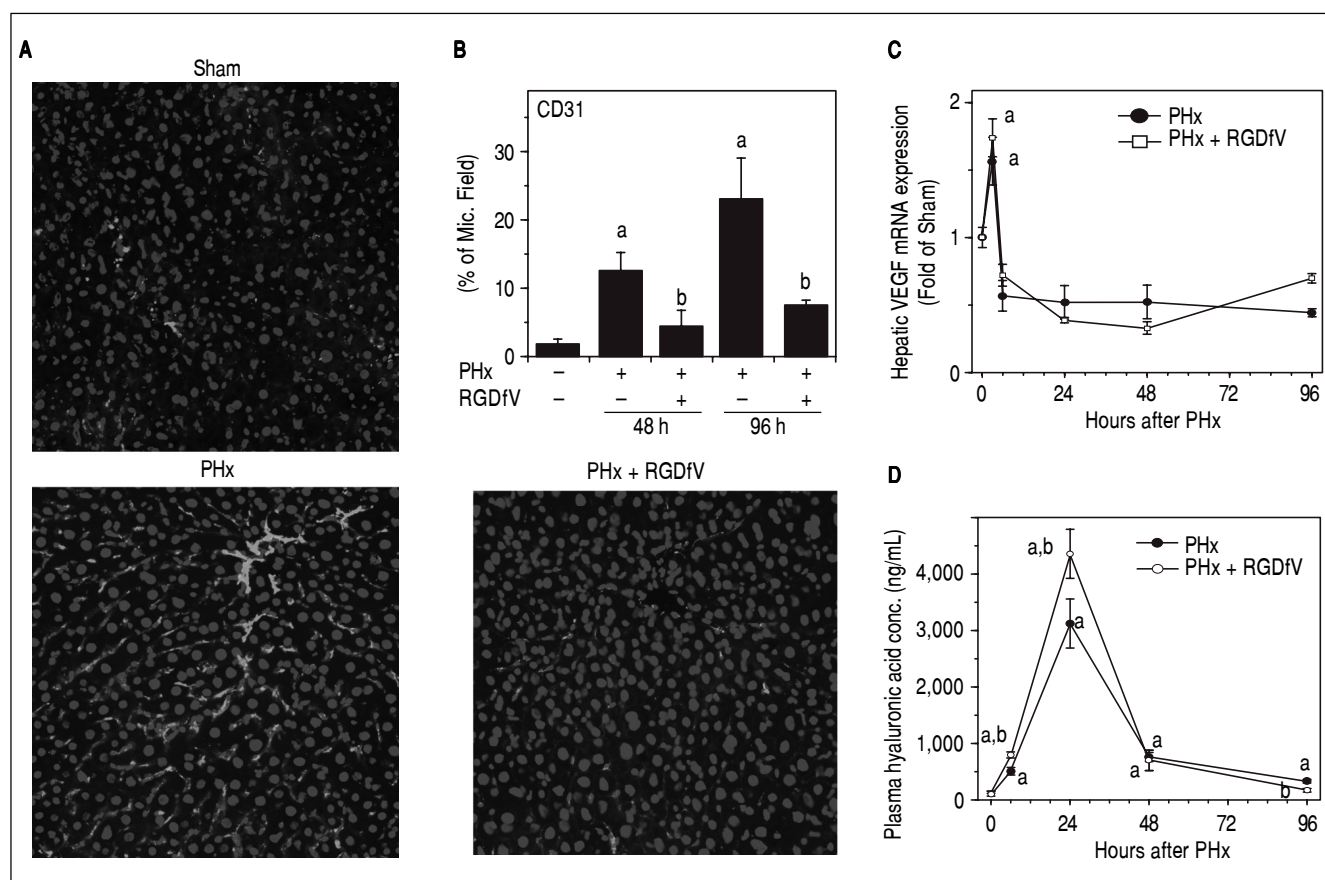 A
Sham
PHx
B
CD31
(% of Mic. Field)
30
20
10
0
a
b
a
b
PHx – + + + +
RGDfV – – + – +
48 h 96 h
PHx + RGDfV
C
Hepatic VEGF mRNA expression
(Fold of Sham)
2
1
0
a
a
PHx
PHx + RGDfV
0 24 48 72 96
Hours after PHx
D
Plasma hyaluronic acid conc. (ng/mL)
4,000
3,000
2,000
1,000
0
PHx
PHx + RGDfV
a,b
a
a,b
a
a
a
a
b
0 24 48 72 96
Hours after PHx